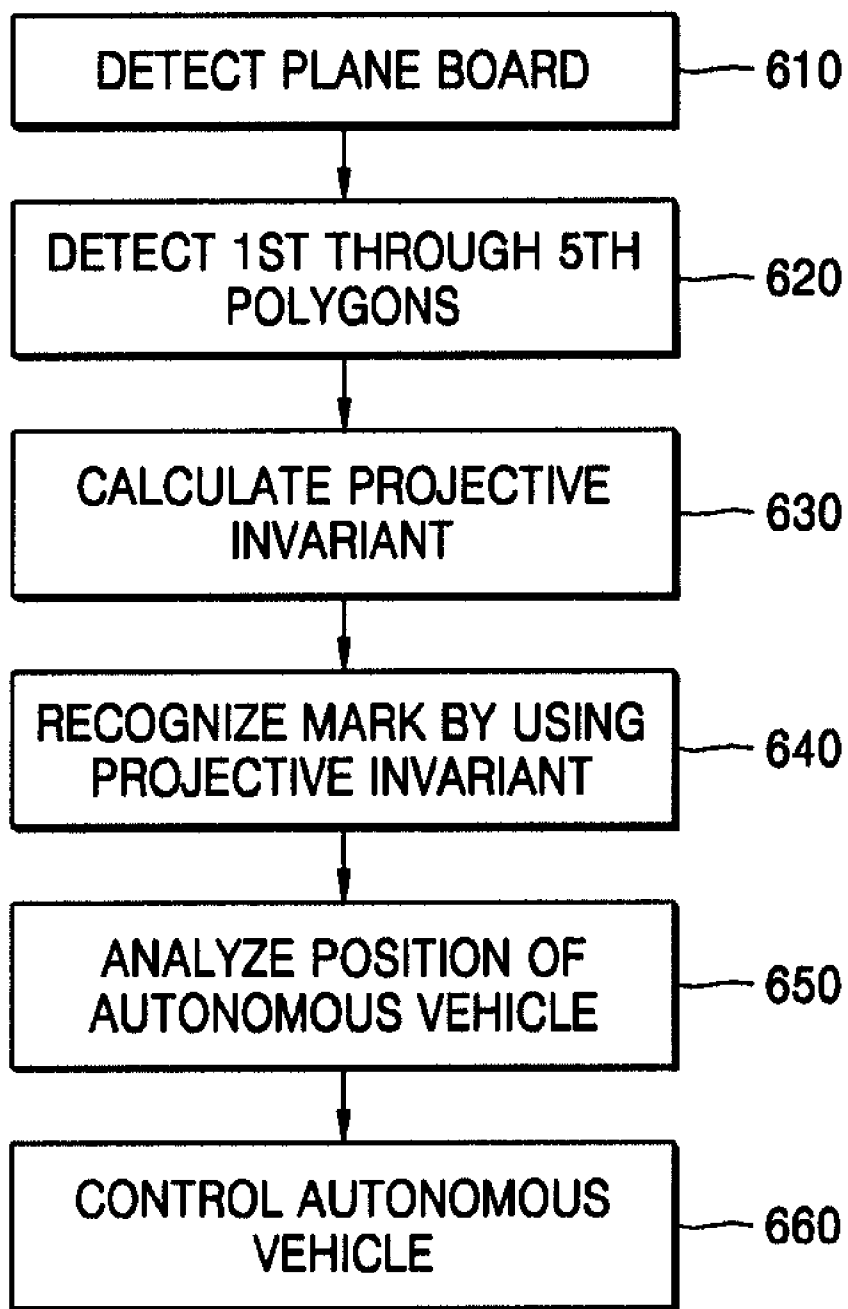 DETECT PLANE BOARD
610
DETECT 1ST THROUGH 5TH
POLYGONS
620
CALCULATE PROJECTIVE
INVARIANT
630
RECOGNIZE MARK BY USING
PROJECTIVE INVARIANT
640
ANALYZE POSITION OF
AUTONOMOUS VEHICLE
650
CONTROL AUTONOMOUS
VEHICLE
660